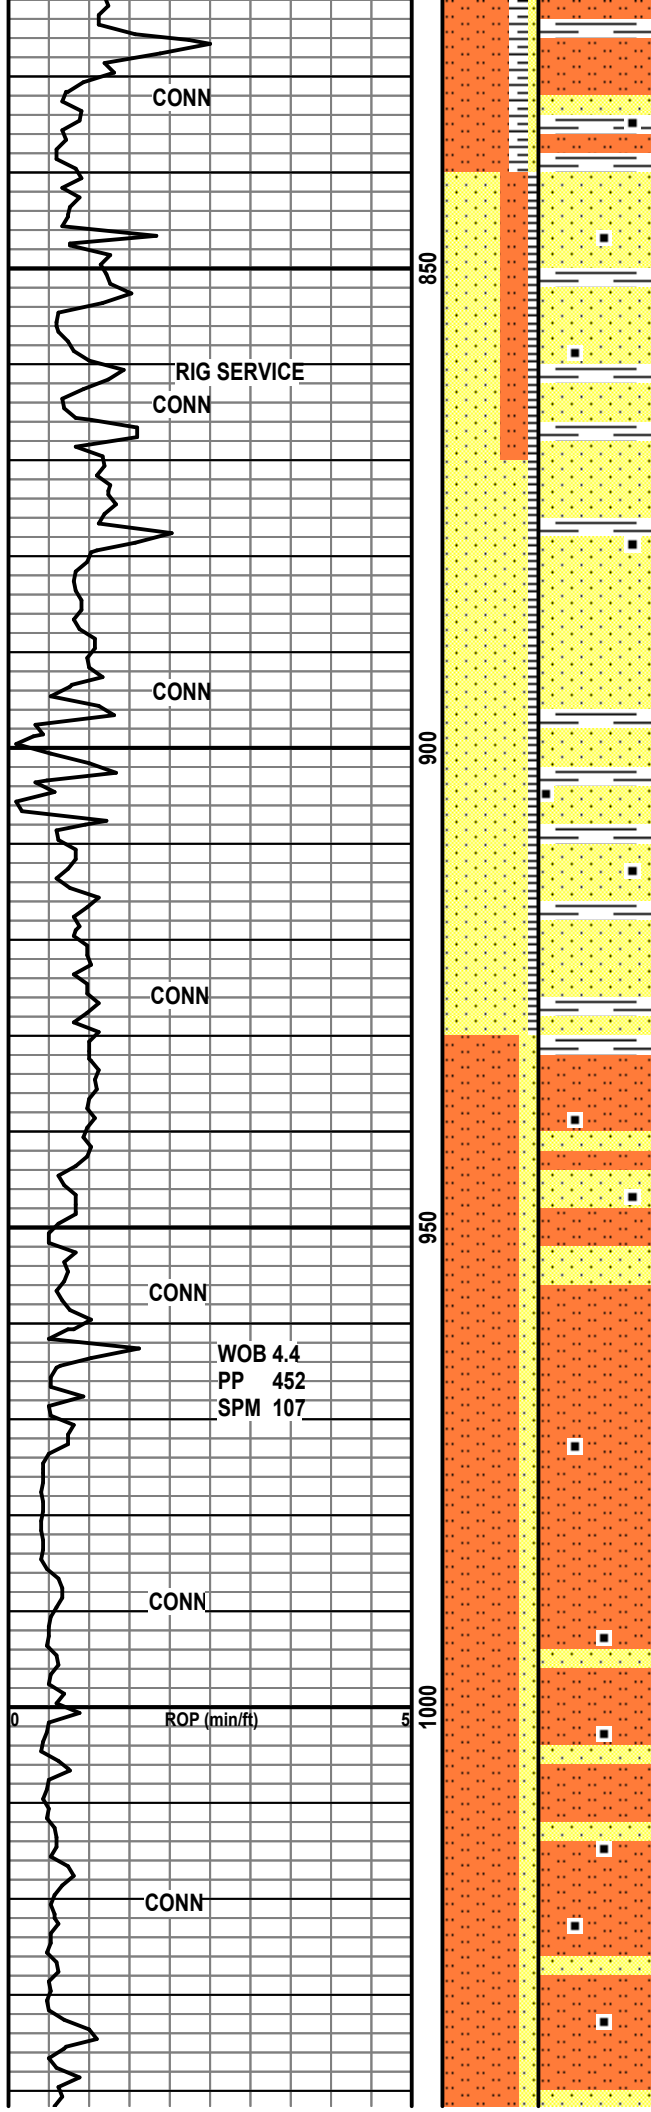 CONN
850
RIG SERVICE
CONN
CONN
900
CONN
950
CONN
WOB 4.4
PP 452
SPM 107
CONN
1000
0 ROP (min/ft) 5
CONN